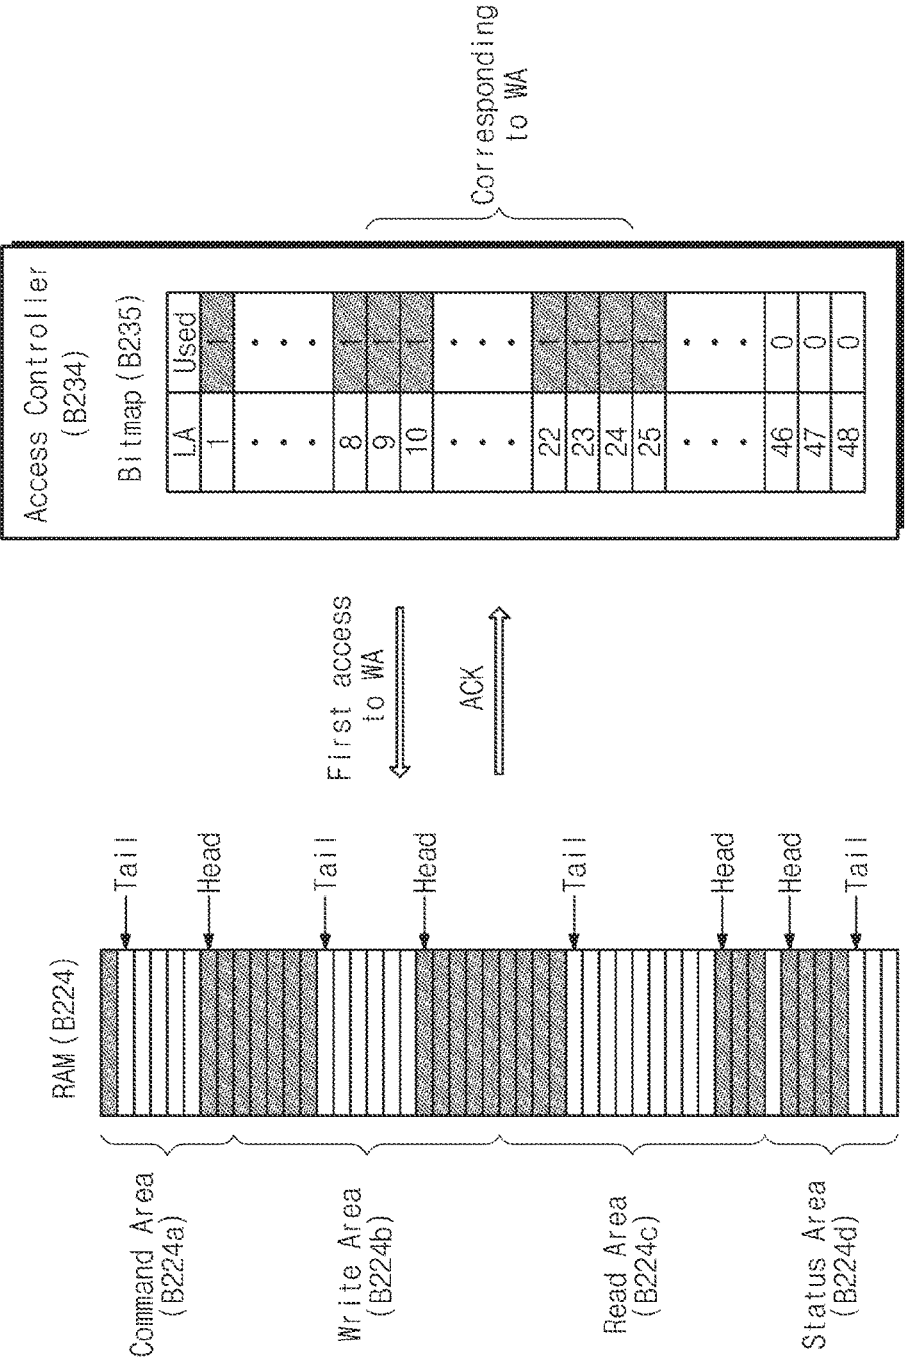 RAM(B224)
Command Area
(B224a)
Write Area
(B224b)
Read Area
(B224c)
Status Area
(B224d)
Tail
Head
Tail
Head
Tail
Head
Head
Tail
First access
to WA
ACK
Access Controller
(B234)
Bitmap(B235)
LA Used
1 1
. . . . . .
8 1
9 1
10 1
. . . . . .
22 1
23 1
24 1
25 1
. . . . . .
46 0
47 0
48 0
Corresponding
to WA